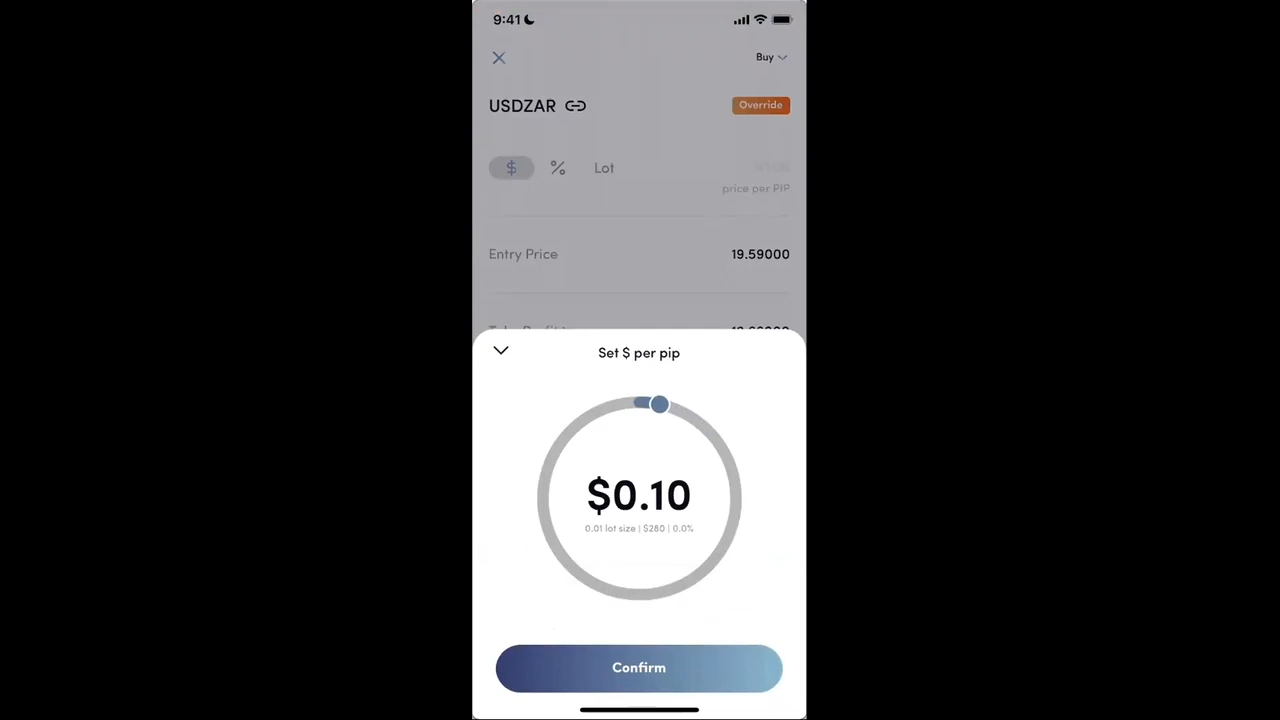 9:41
Buy
USDZAR
Override
$ % Lot
price per PIP
Entry Price 19.59000
Set $ per pip
$0.10
0.01 lot size | $280 | 0.0%
Confirm